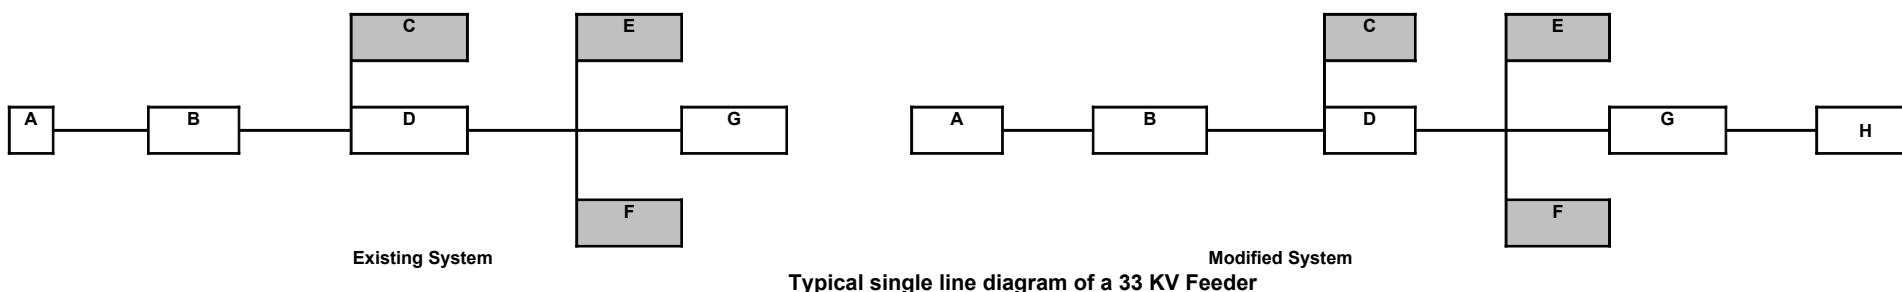 C E C E
A B D G A B D G H
F F
Existing System Modified System
Typical single line diagram of a 33 KV Feeder